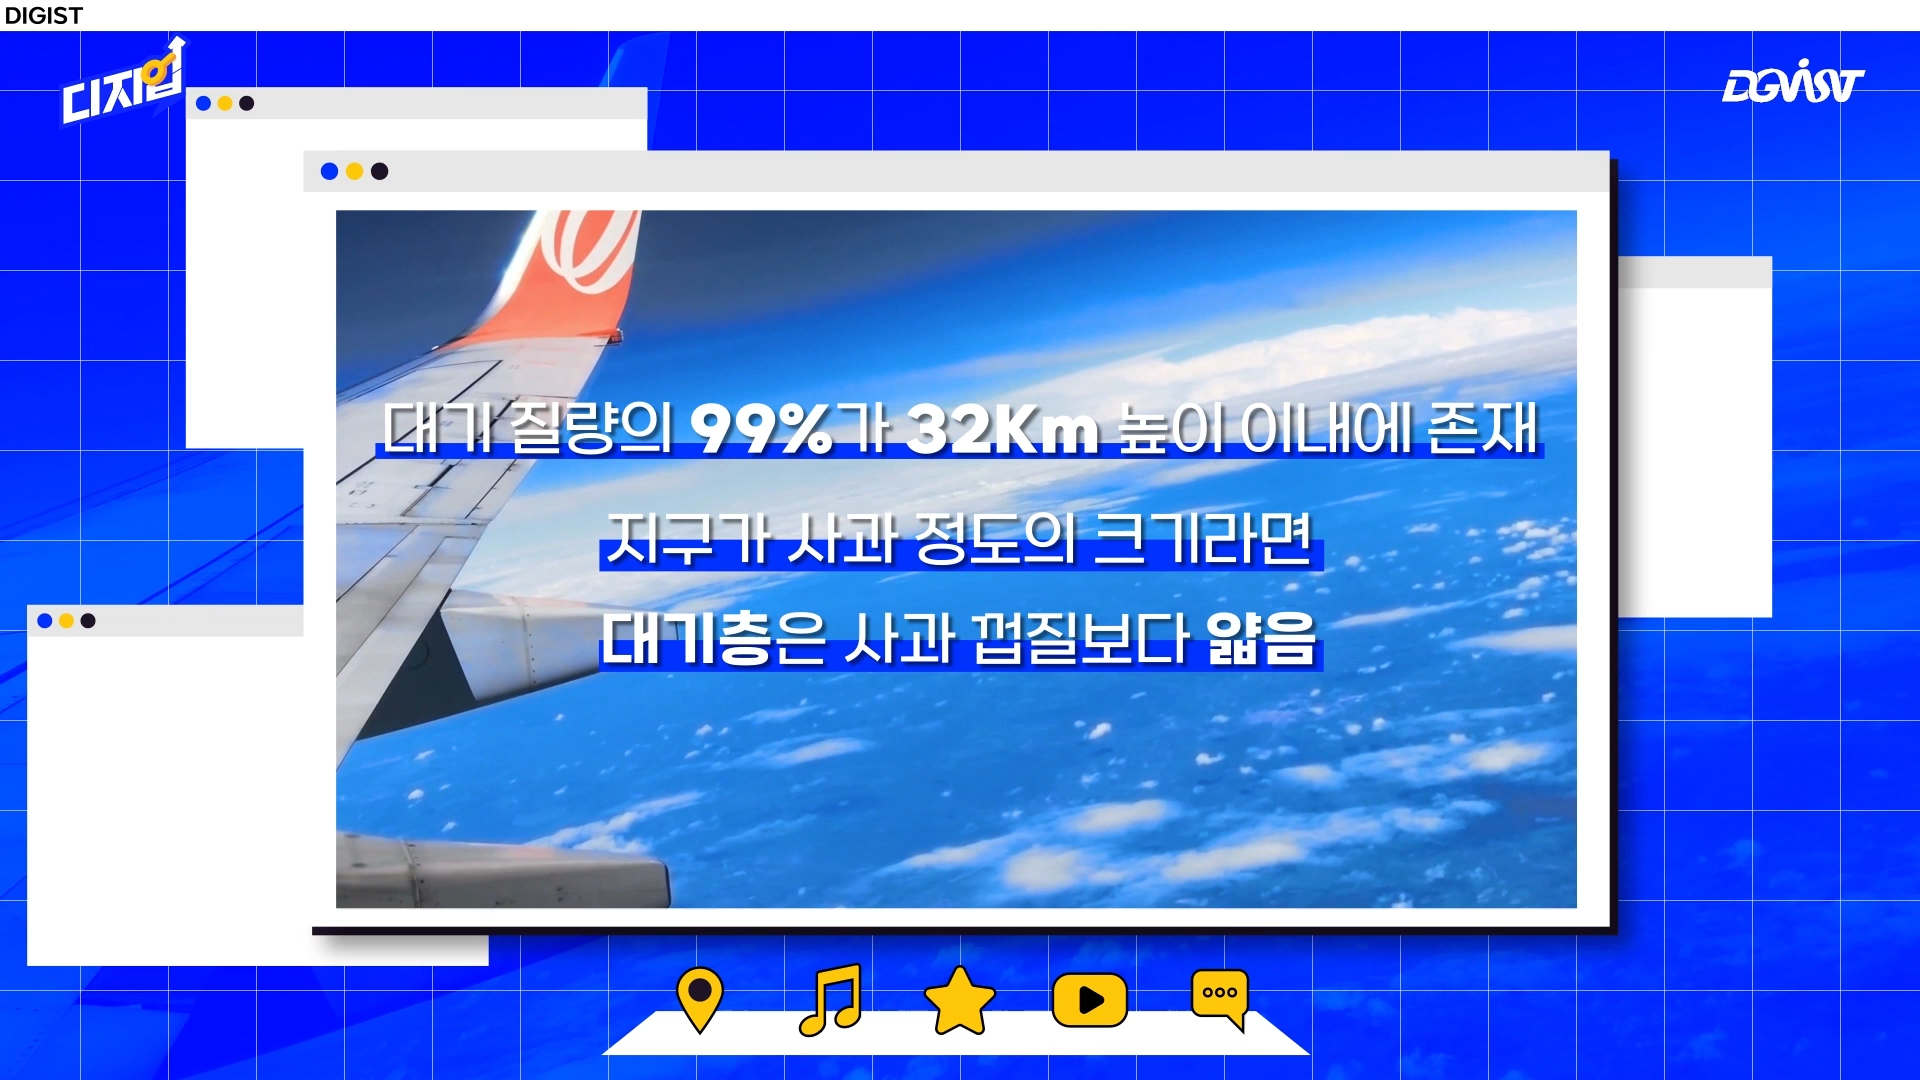 DIGIST
디지업
DGIST
대기 질량의 99%가 32Km 높이 이내에 존재
지구가 사과 정도의 크기라면
대기층은 사과 껍질보다 얇음